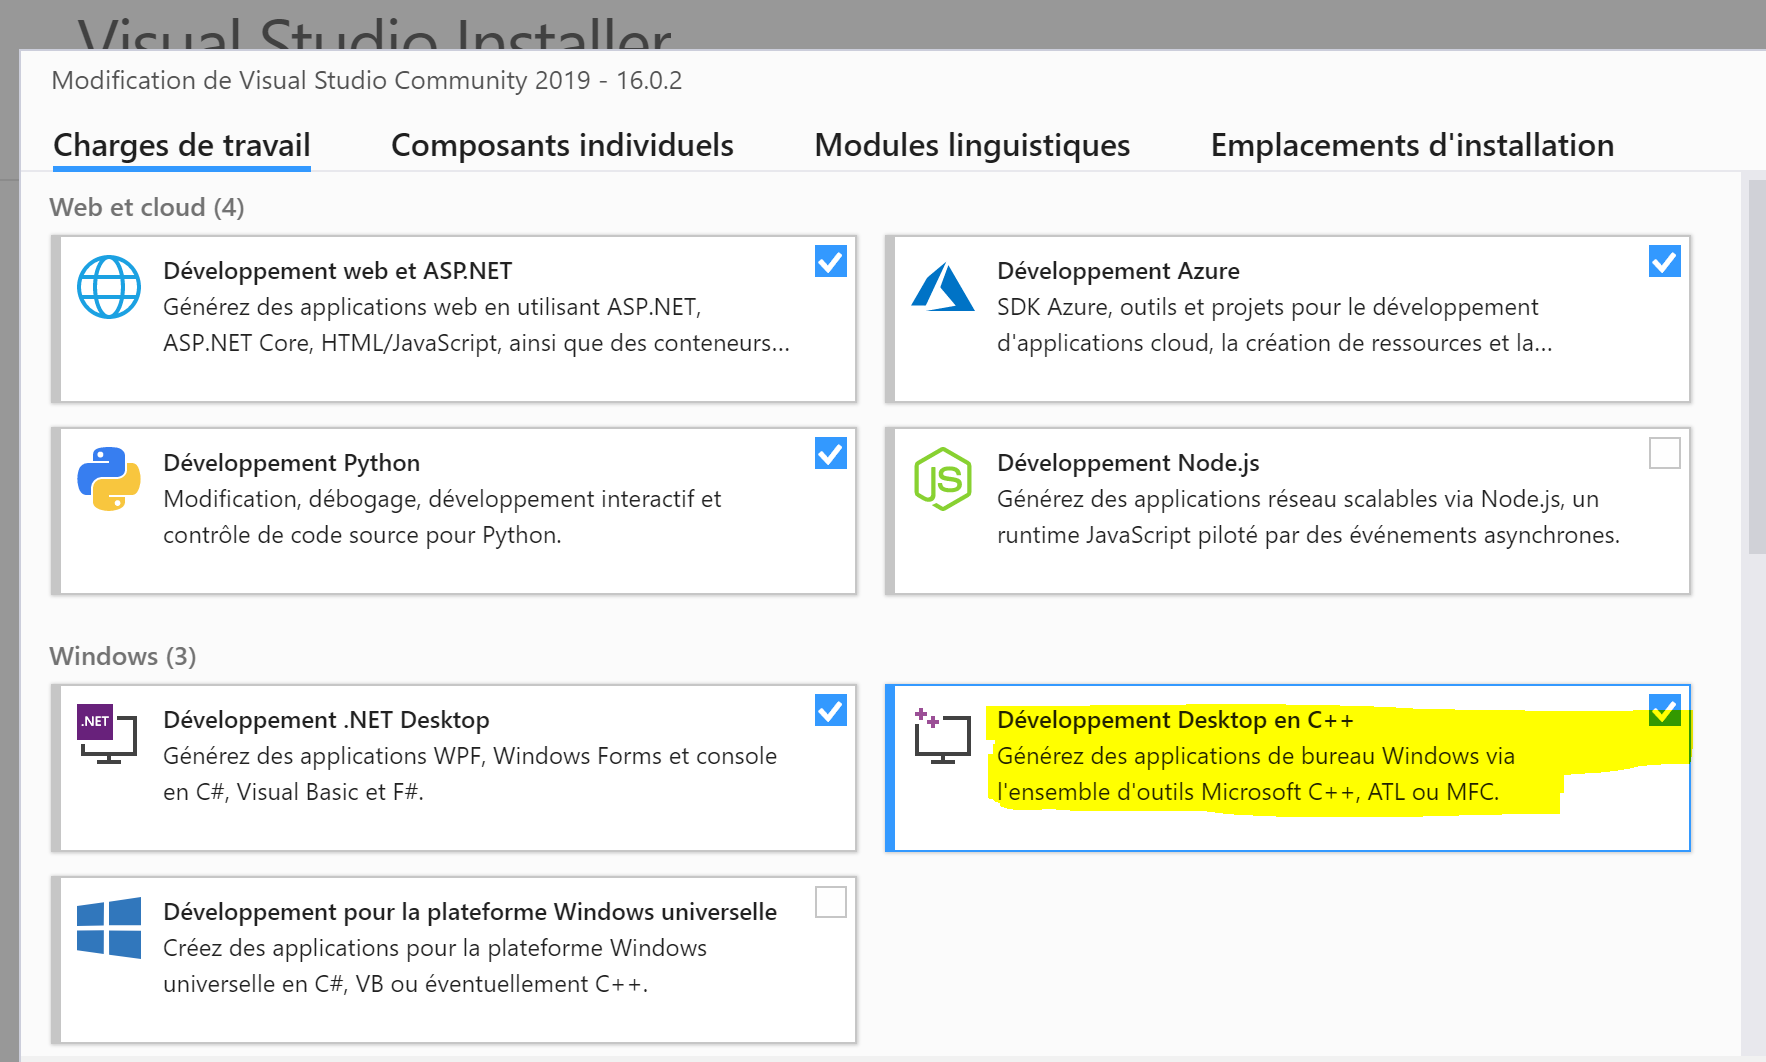 Visual Studio Installer
Modification de Visual Studio Community 2019 - 16.0.2
Charges de travail Composants individuels Modules linguistiques Emplacements d'installation
Web et cloud (4)
Développement web et ASP.NET
Générez des applications web en utilisant ASP.NET,
ASP.NET Core, HTML/JavaScript, ainsi que des conteneurs...
Développement Azure
SDK Azure, outils et projets pour le développement
d'applications cloud, la création de ressources et la...
Développement Python
Modification, débogage, développement interactif et
contrôle de code source pour Python.
JS
Développement Node.js
Générez des applications réseau scalables via Node.js, un
runtime JavaScript piloté par des événements asynchrones.
Windows (3)
.NET
Développement .NET Desktop
Générez des applications WPF, Windows Forms et console
en C#, Visual Basic et F#.
Développement Desktop en C++
Générez des applications de bureau Windows via
l'ensemble d'outils Microsoft C++, ATL ou MFC.
Développement pour la plateforme Windows universelle
Créez des applications pour la plateforme Windows
universelle en C#, VB ou éventuellement C++.